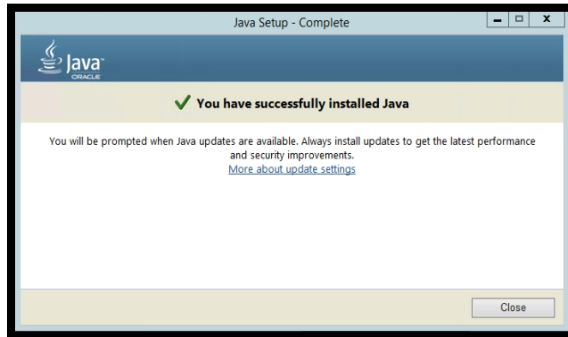 Java Setup - Complete
Java
ORACLE
You have successfully installed Java
You will be prompted when Java updates are available. Always install updates to get the latest performance
and security improvements.
More about update settings
Close